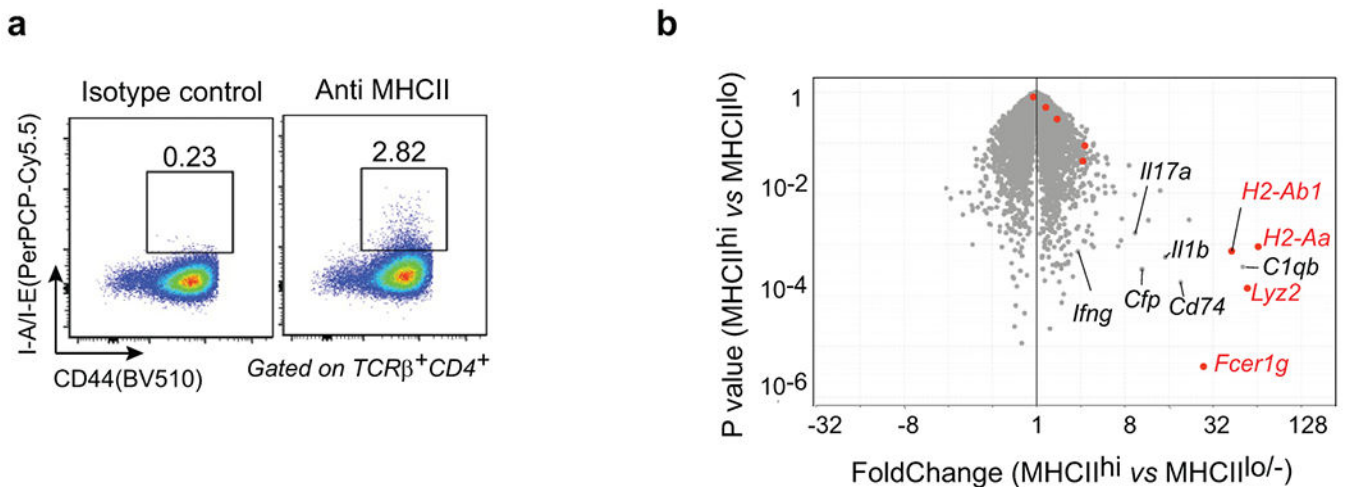 a
Isotype control
Anti MHCII
0.23
2.82
I-A/I-E(PerPCP-Cy5.5)
CD44(BV510)
Gated on TCRβ⁺CD4⁺
b
P value (MHCIIʰⁱ vs MHCIIˡᵒ)
1
10⁻²
10⁻⁴
10⁻⁶
Il17a
H2-Ab1
H2-Aa
Il1b
C1qb
Lyz2
Ifng
Cfp
Cd74
Fcer1g
-32
-8
1
8
32
128
FoldChange (MHCIIʰⁱ vs MHCIIˡᵒ/-)